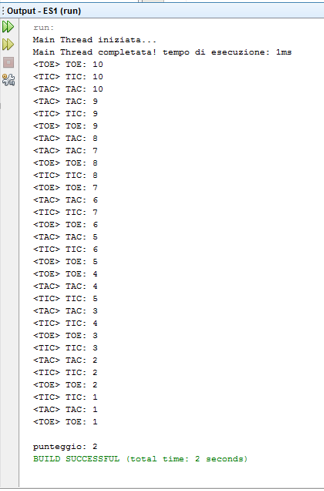 Output - ES1 (run)
run:
Main Thread iniziata...
Main Thread completata! tempo di esecuzione: 1ms
<TOE> TOE: 10
<TIC> TIC: 10
<TAC> TAC: 10
<TAC> TAC: 9
<TIC> TIC: 9
<TOE> TOE: 9
<TAC> TAC: 8
<TAC> TAC: 7
<TOE> TOE: 8
<TIC> TIC: 8
<TOE> TOE: 7
<TAC> TAC: 6
<TIC> TIC: 7
<TOE> TOE: 6
<TAC> TAC: 5
<TIC> TIC: 6
<TOE> TOE: 5
<TOE> TOE: 4
<TAC> TAC: 4
<TIC> TIC: 5
<TAC> TAC: 3
<TIC> TIC: 4
<TOE> TOE: 3
<TIC> TIC: 3
<TAC> TAC: 2
<TIC> TIC: 2
<TOE> TOE: 2
<TIC> TIC: 1
<TAC> TAC: 1
<TOE> TOE: 1
punteggio: 2
BUILD SUCCESSFUL (total time: 2 seconds)